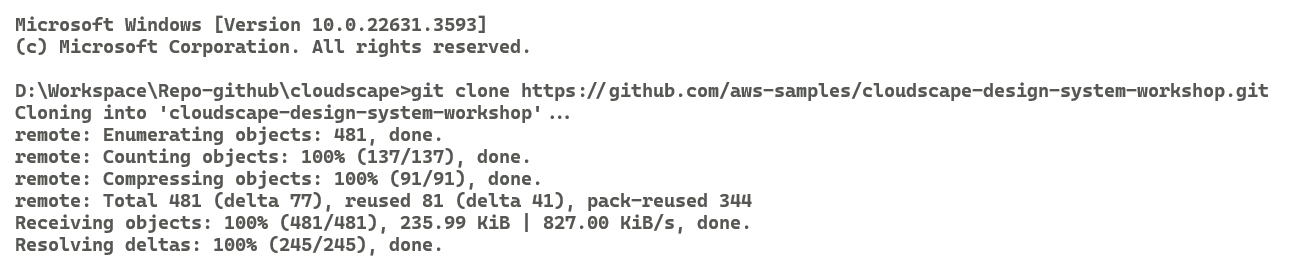 Microsoft Windows [Version 10.0.22631.3593]
(c) Microsoft Corporation. All rights reserved.

D:\Workspace\Repo-github\cloudscape>git clone https://github.com/aws-samples/cloudscape-design-system-workshop.git
Cloning into 'cloudscape-design-system-workshop'...
remote: Enumerating objects: 481, done.
remote: Counting objects: 100% (137/137), done.
remote: Compressing objects: 100% (91/91), done.
remote: Total 481 (delta 77), reused 81 (delta 41), pack-reused 344
Receiving objects: 100% (481/481), 235.99 KiB | 827.00 KiB/s, done.
Resolving deltas: 100% (245/245), done.